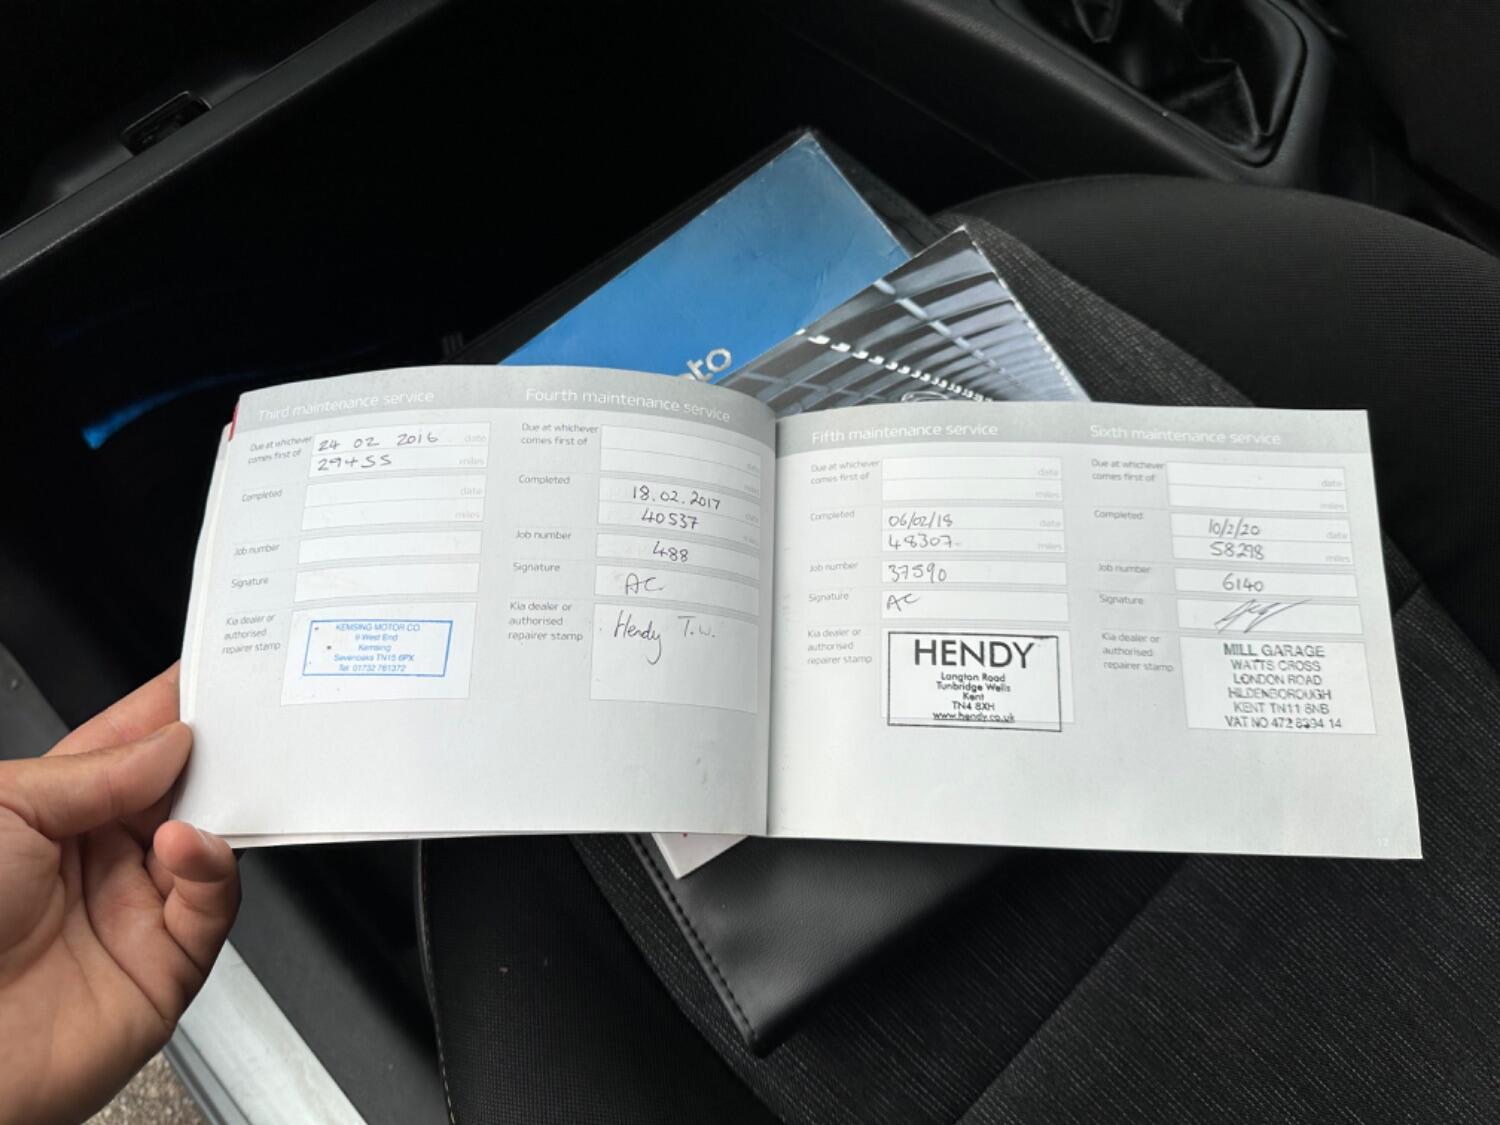 nto
Third maintenance service
Due at whichever
comes first of
24 02 2016 date
29455 miles
Completed
date
miles
Job number
Signature
Kia dealer or
authorised
repairer stamp
KEMSING MOTOR CO.
9 West End
Kemsing
Sevenoaks TN15 6PX
Tel: 01732 761372
Fourth maintenance service
Due at whichever
comes first of
date
miles
Completed
18.02.2017 date
40537 miles
Job number
488
Signature
AC
Kia dealer or
authorised
repairer stamp
Hendy T.W.
Fifth maintenance service
Due at whichever
comes first of
date
miles
Completed
06/02/18 date
48307 miles
Job number
37590
Signature
AC
Kia dealer or
authorised
repairer stamp
HENDY
Langton Road
Tunbridge Wells
Kent
TN4 8XH
www.hendy.co.uk
Sixth maintenance service
Due at whichever
comes first of
date
miles
Completed
10/2/20 date
58298 miles
Job number
6140
Signature
Kia dealer or
authorised
repairer stamp
MILL GARAGE
WATTS CROSS
LONDON ROAD
HILDENBOROUGH
KENT TN11 8NB
VAT NO 472 8394 14
17